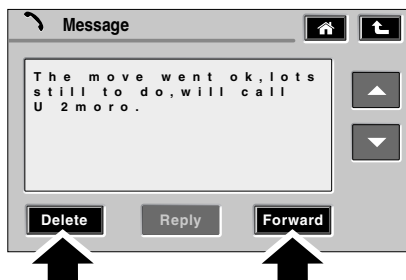 Message
The move went ok,lots
still to do,will call
U 2moro.
Delete Reply Forward